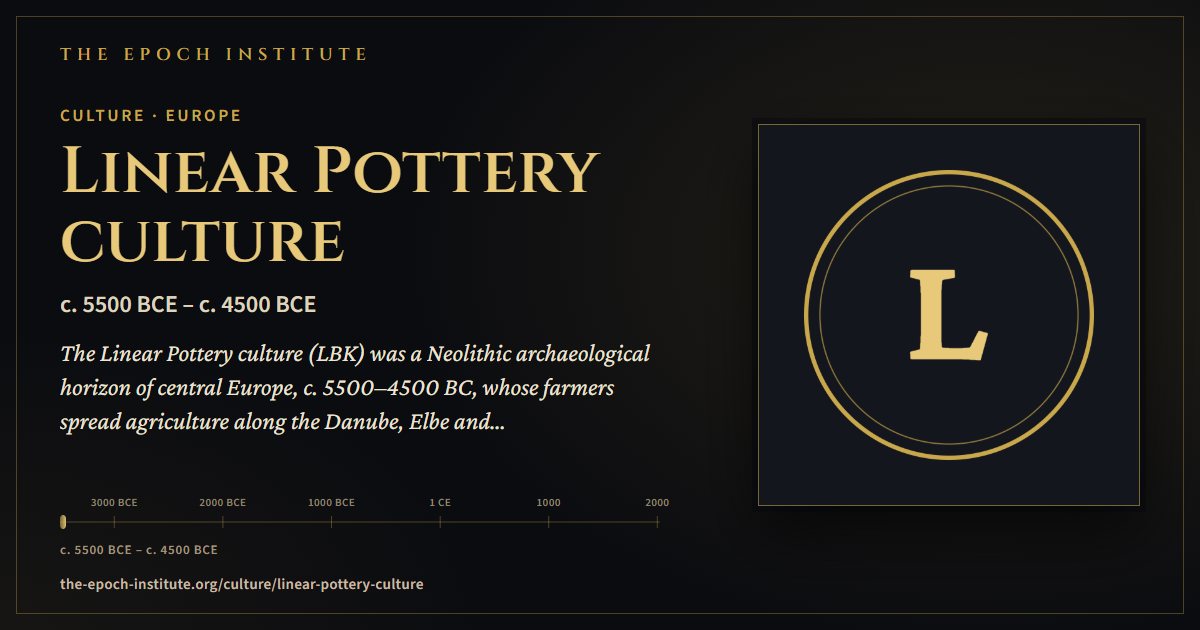 THE EPOCH INSTITUTE
CULTURE · EUROPE
LINEAR POTTERY
CULTURE
c. 5500 BCE – c. 4500 BCE
The Linear Pottery culture (LBK) was a Neolithic archaeological
horizon of central Europe, c. 5500–4500 BC, whose farmers
spread agriculture along the Danube, Elbe and...
L
3000 BCE 2000 BCE 1000 BCE 1 CE 1000 2000
c. 5500 BCE – c. 4500 BCE
the-epoch-institute.org/culture/linear-pottery-culture